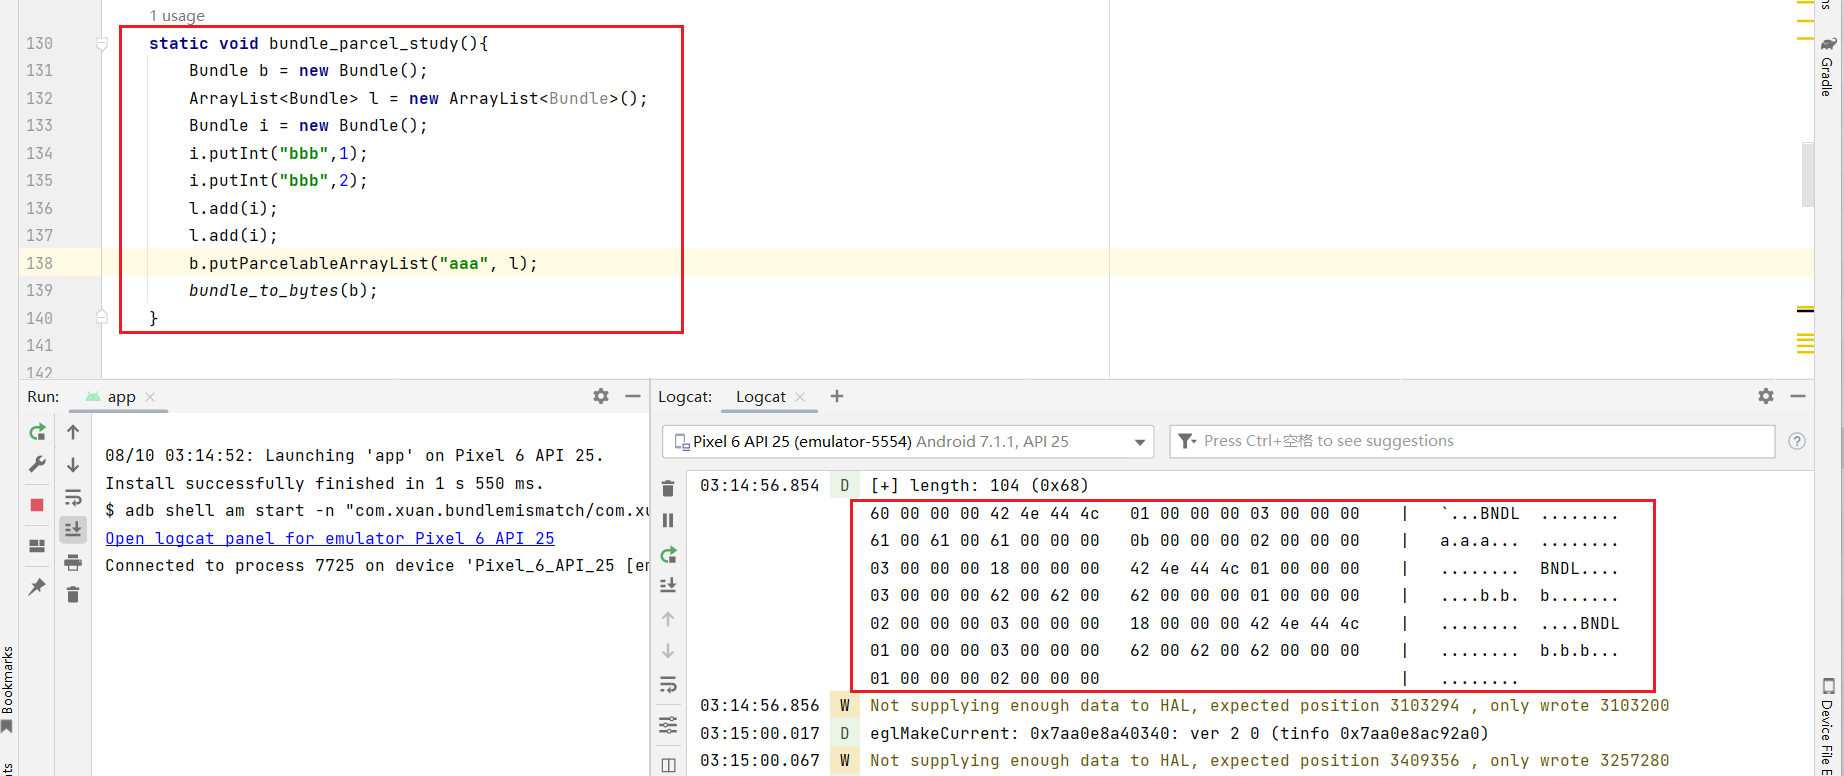 1 usage
130 static void bundle_parcel_study(){
131 Bundle b = new Bundle();
132 ArrayList<Bundle> l = new ArrayList<Bundle>();
133 Bundle i = new Bundle();
134 i.putInt("bbb",1);
135 i.putInt("bbb",2);
136 l.add(i);
137 l.add(i);
138 b.putParcelableArrayList("aaa", l);
139 bundle_to_bytes(b);
140 }
141
142
Gradle
Run: app
08/10 03:14:52: Launching 'app' on Pixel 6 API 25.
Install successfully finished in 1 s 550 ms.
$ adb shell am start -n "com.xuan.bundlemismatch/com.xu
Open logcat panel for emulator Pixel 6 API 25
Connected to process 7725 on device 'Pixel_6_API_25 [em
Bookmarks
Logcat: Logcat +
Pixel 6 API 25 (emulator-5554) Android 7.1.1, API 25
Press Ctrl+空格 to see suggestions
03:14:56.854 D [+] length: 104 (0x68)
60 00 00 00 42 4e 44 4c 01 00 00 00 03 00 00 00 | `...BNDL ........
61 00 61 00 61 00 00 00 0b 00 00 00 02 00 00 00 | a.a.a... ........
03 00 00 00 18 00 00 00 42 4e 44 4c 01 00 00 00 | ........ BNDL....
03 00 00 00 62 00 62 00 62 00 00 00 01 00 00 00 | ....b.b. b.......
02 00 00 00 03 00 00 00 18 00 00 00 42 4e 44 4c | ........ ....BNDL
01 00 00 00 03 00 00 00 62 00 62 00 62 00 00 00 | ........ b.b.b...
01 00 00 00 02 00 00 00 | ........
03:14:56.856 W Not supplying enough data to HAL, expected position 3103294 , only wrote 3103200
03:15:00.017 D eglMakeCurrent: 0x7aa0e8a40340: ver 2 0 (tinfo 0x7aa0e8ac92a0)
03:15:00.067 W Not supplying enough data to HAL, expected position 3409356 , only wrote 3257280
Device File E